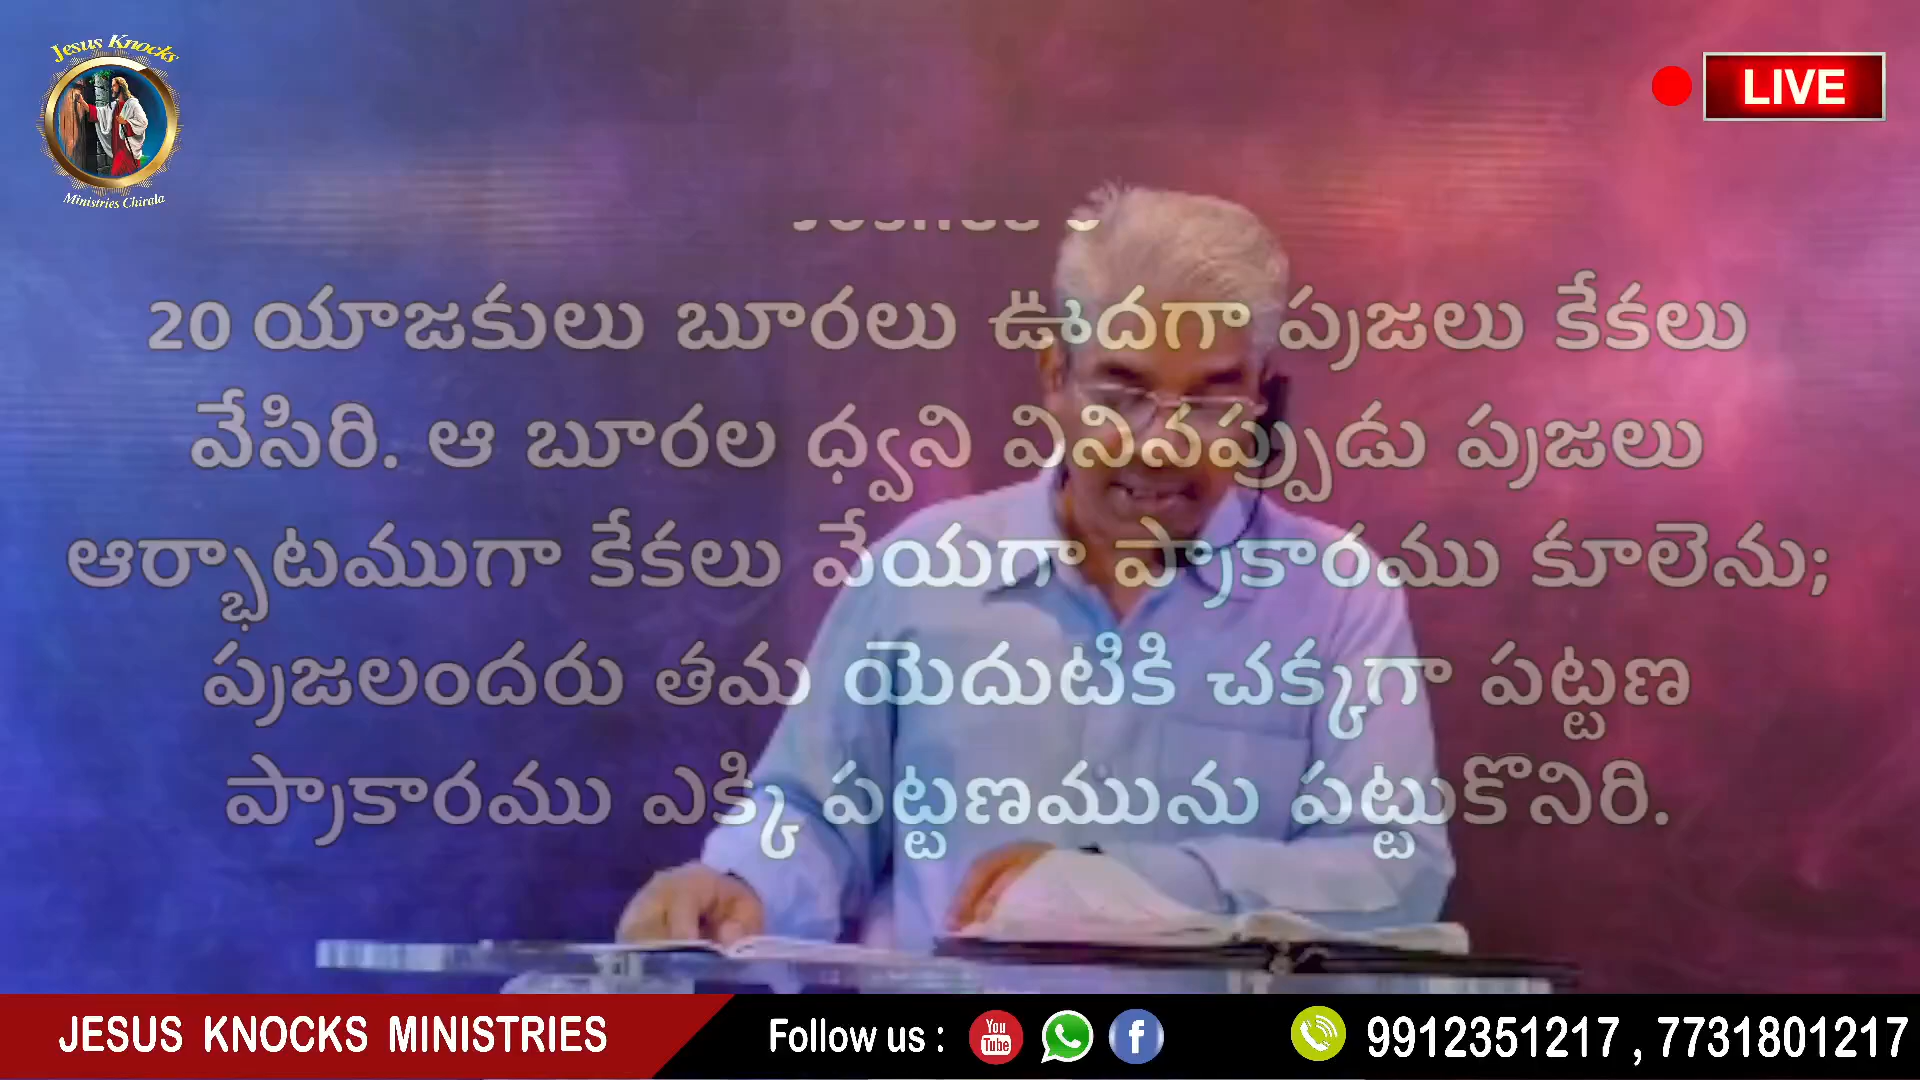 Jesus Knocks
Ministries Chirala
LIVE
20 యాజకులు బూరలు ఊదగా ప్రజలు కేకలు
వేసిరి. ఆ బూరల ధ్వని వినినప్పుడు ప్రజలు
ఆర్భాటముగా కేకలు వేయగా ప్రాకారము కూలెను;
ప్రజలందరు తమ యెదుటికి చక్కగా పట్టణ
ప్రాకారము ఎక్కి పట్టణమును పట్టుకొనిరి.
JESUS KNOCKS MINISTRIES
Follow us :
You
Tube
f
9912351217 , 7731801217